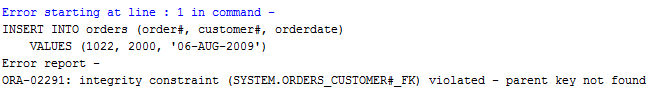 Error starting at line : 1 in command -
INSERT INTO orders (order#, customer#, orderdate)
    VALUES (1022, 2000, '06-AUG-2009')
Error report -
ORA-02291: integrity constraint (SYSTEM.ORDERS_CUSTOMER#_FK) violated - parent key not found